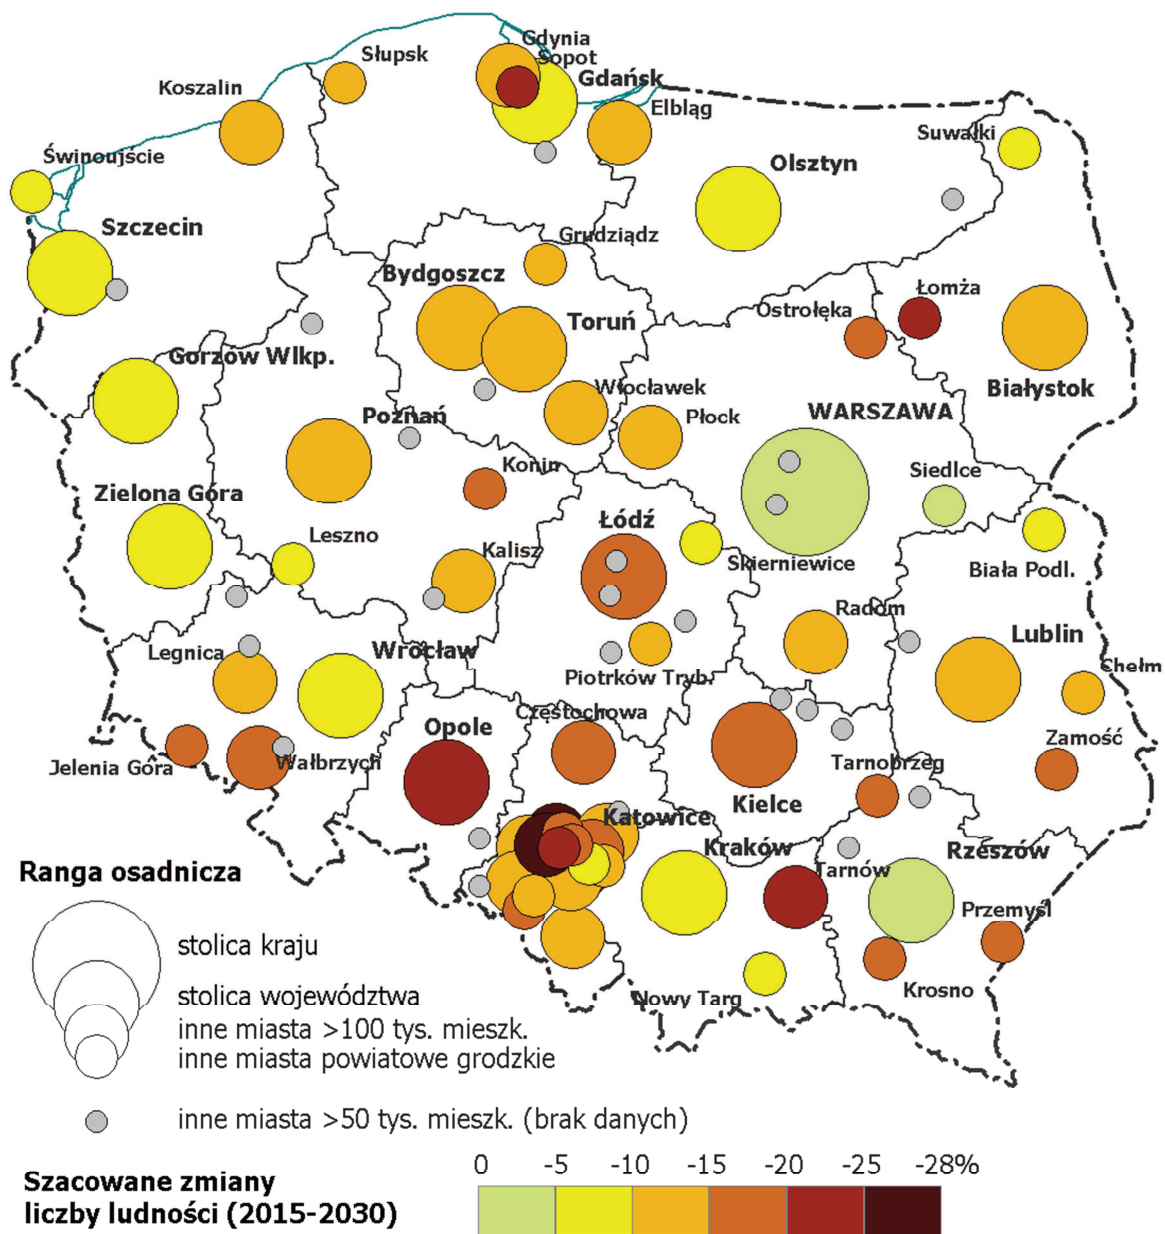 Gdynia
Sopot
Słupsk
Gdańsk
Koszalin
Elbląg
Suwałki
Świnoujście
Olsztyn
Szczecin
Grudziądz
Bydgoszcz
Łomża
Ostrołęka
Toruń
Gorzów Wlkp.
Włocławek
Białystok
Poznań
Płock
WARSZAWA
Konin
Siedlce
Zielona Góra
Łódź
Leszno
Kalisz
Skierniewice
Biała Podl.
Radom
Lublin
Legnica
Wrocław
Piotrków Tryb.
Chełm
Opole
Częstochowa
Zamość
Jelenia Góra
Wałbrzych
Tarnobrzeg
Kielce
Katowice
Kraków
Rzeszów
Tarnów
Przemyśl
Krosno
Nowy Targ
Ranga osadnicza
stolica kraju
stolica województwa
inne miasta >100 tys. mieszk.
inne miasta powiatowe grodzkie
inne miasta >50 tys. mieszk. (brak danych)
0 -5 -10 -15 -20 -25 -28%
Szacowane zmiany
liczby ludności (2015-2030)